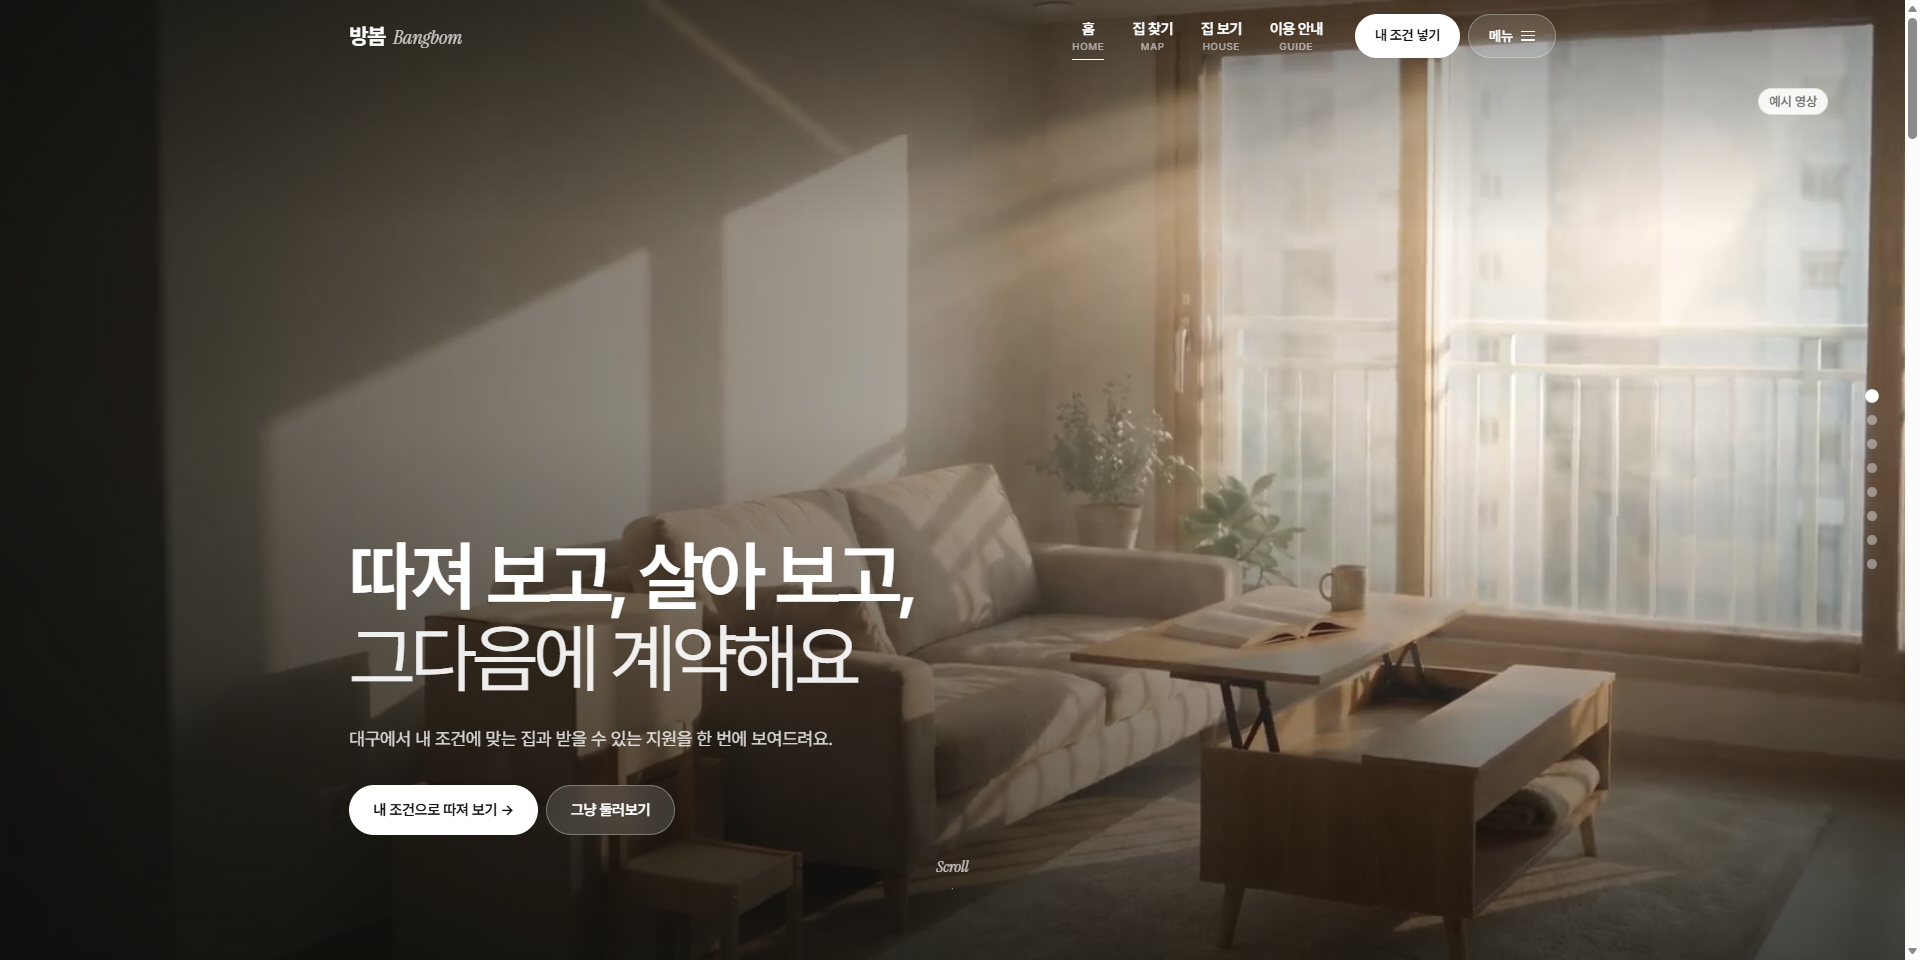 방봄 Bangbom
홈
HOME
집 찾기
MAP
집 보기
HOUSE
이용 안내
GUIDE
내 조건 넣기
메뉴
예시 영상
따져 보고, 살아 보고,
그다음에 계약해요
대구에서 내 조건에 맞는 집과 받을 수 있는 지원을 한 번에 보여드려요.
내 조건으로 따져 보기 →
그냥 둘러보기
Scroll